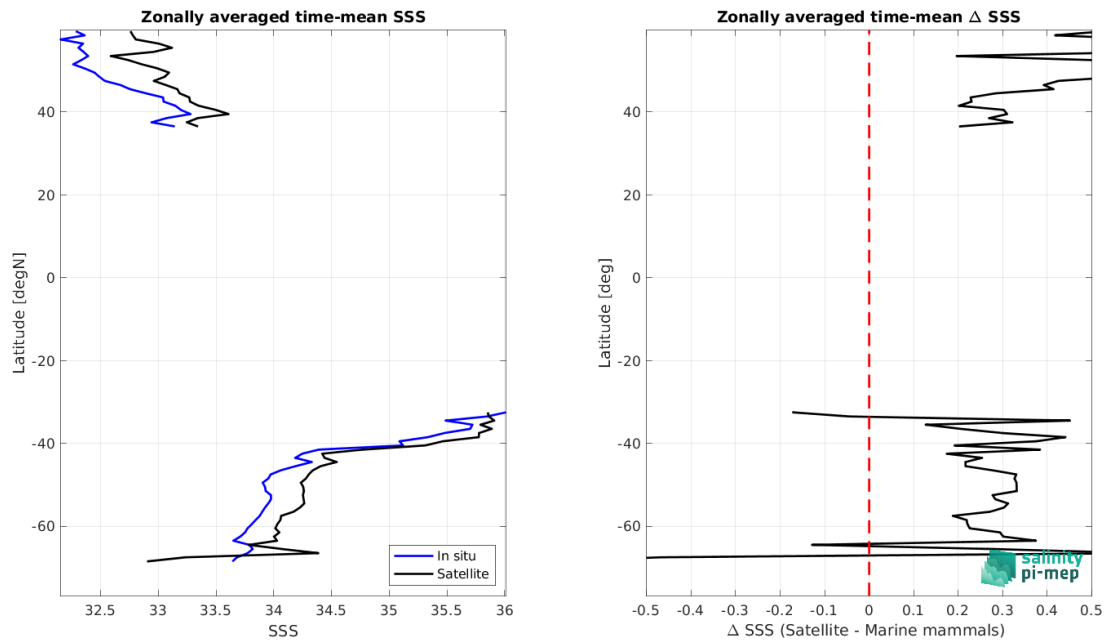 Zonally averaged time-mean SSS
Latitude [degN]
40
20
0
-20
-40
-60
32.5 33 33.5 34 34.5 35 35.5 36
SSS
In situ
Satellite
Zonally averaged time-mean Δ SSS
Latitude [deg]
40
20
0
-20
-40
-60
-0.5 -0.4 -0.3 -0.2 -0.1 0 0.1 0.2 0.3 0.4 0.5
Δ SSS (Satellite - Marine mammals)
salinity
pi-mep